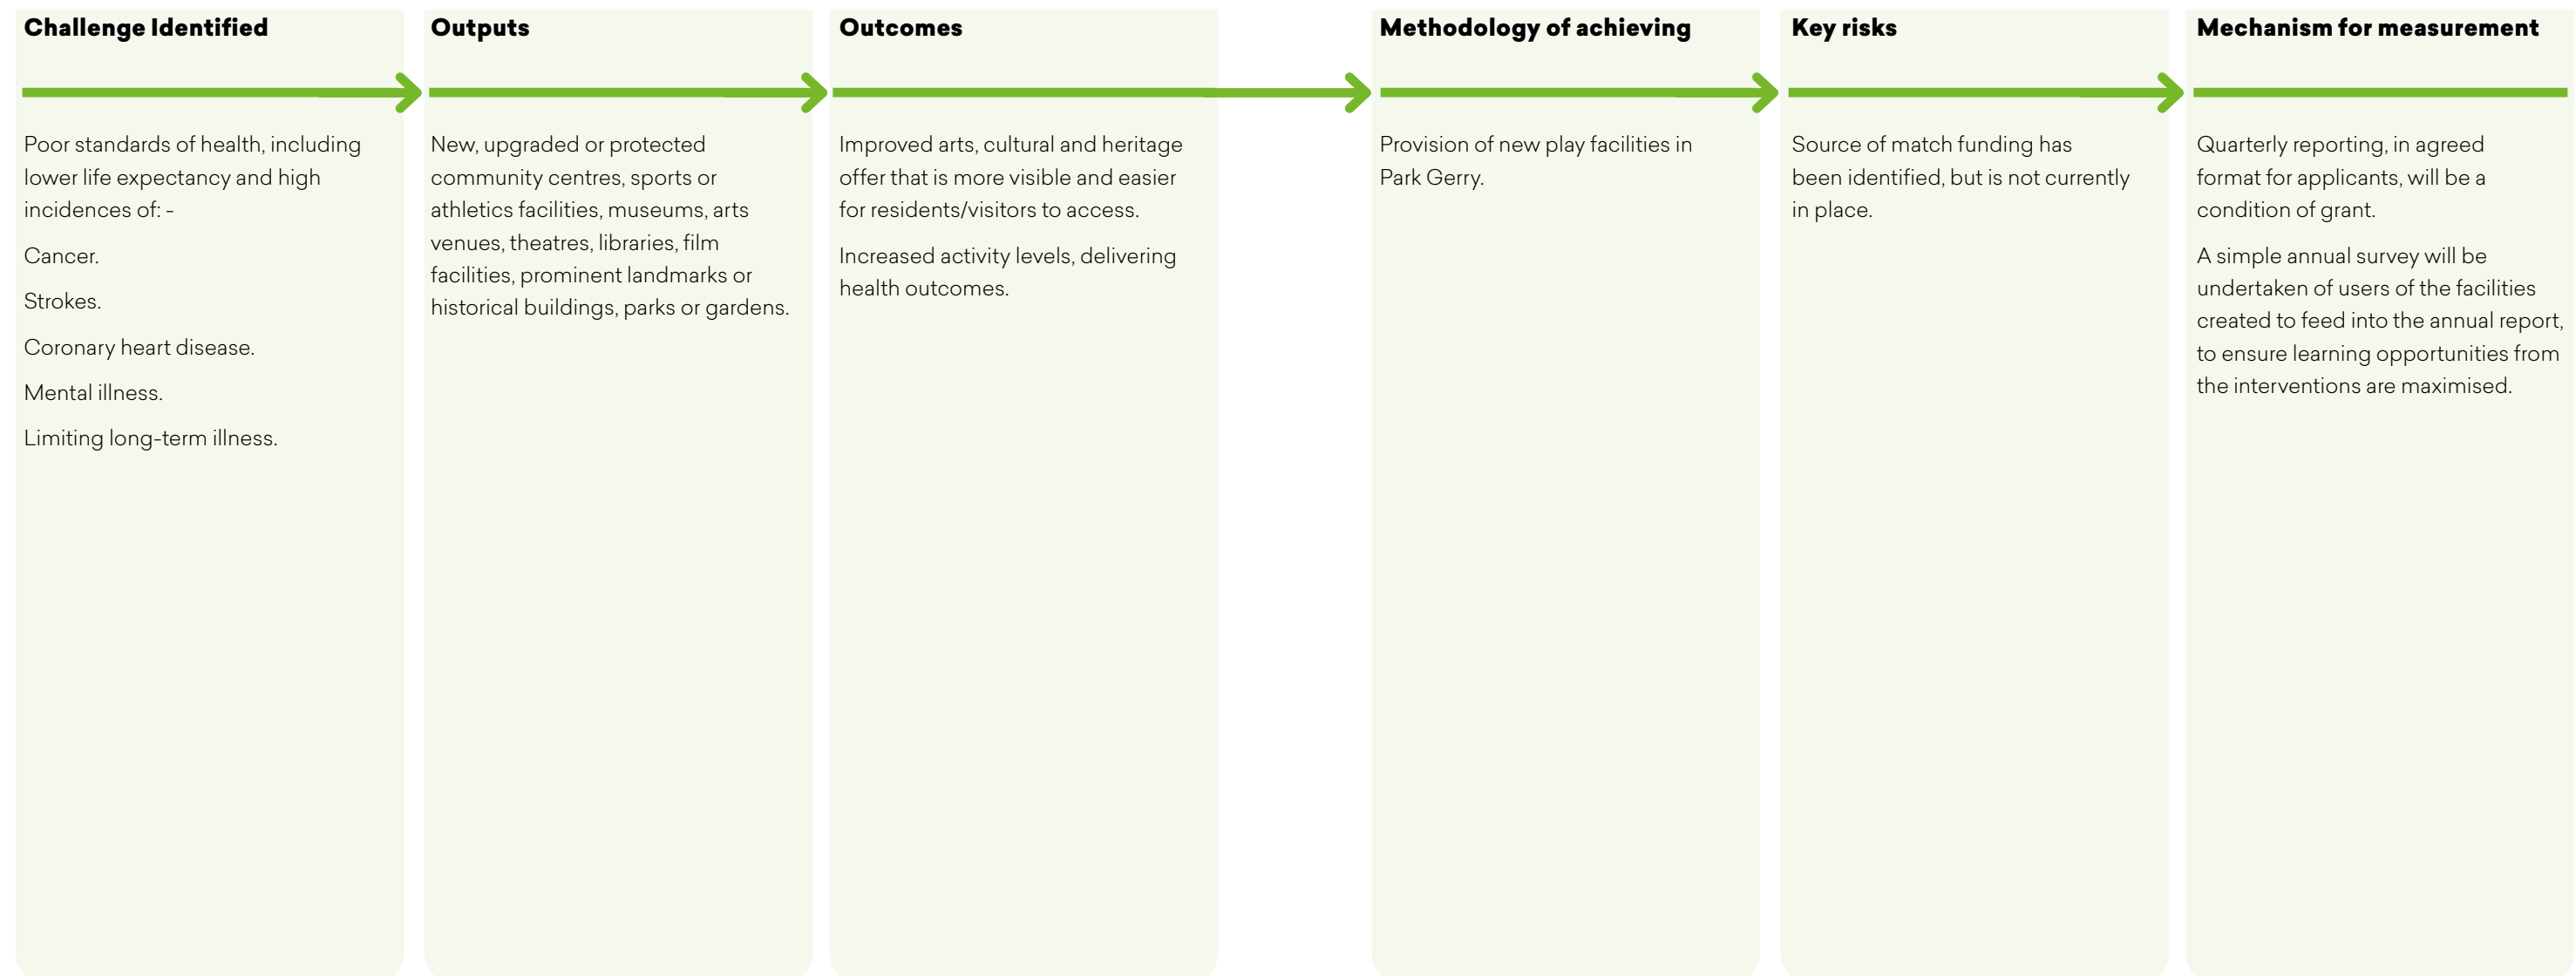 Challenge Identified
Poor standards of health, including
lower life expectancy and high
incidences of: -
Cancer.
Strokes.
Coronary heart disease.
Mental illness.
Limiting long-term illness.
Outputs
New, upgraded or protected
community centres, sports or
athletics facilities, museums, arts
venues, theatres, libraries, film
facilities, prominent landmarks or
historical buildings, parks or gardens.
Outcomes
Improved arts, cultural and heritage
offer that is more visible and easier
for residents/visitors to access.
Increased activity levels, delivering
health outcomes.
Methodology of achieving
Provision of new play facilities in
Park Gerry.
Key risks
Source of match funding has
been identified, but is not currently
in place.
Mechanism for measurement
Quarterly reporting, in agreed
format for applicants, will be a
condition of grant.
A simple annual survey will be
undertaken of users of the facilities
created to feed into the annual report,
to ensure learning opportunities from
the interventions are maximised.